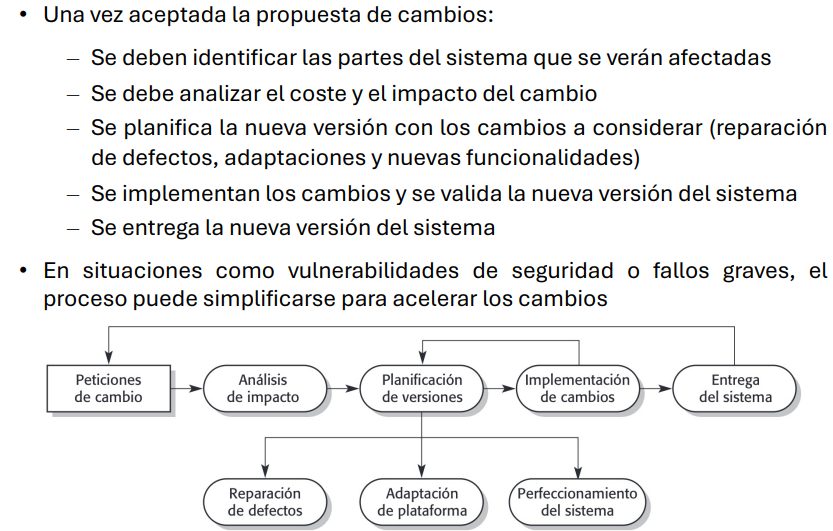 • Una vez aceptada la propuesta de cambios:
– Se deben identificar las partes del sistema que se verán afectadas
– Se debe analizar el coste y el impacto del cambio
– Se planifica la nueva versión con los cambios a considerar (reparación
de defectos, adaptaciones y nuevas funcionalidades)
– Se implementan los cambios y se valida la nueva versión del sistema
– Se entrega la nueva versión del sistema
• En situaciones como vulnerabilidades de seguridad o fallos graves, el
proceso puede simplificarse para acelerar los cambios
Peticiones
de cambio
Análisis
de impacto
Planificación
de versiones
Implementación
de cambios
Entrega
del sistema
Reparación
de defectos
Adaptación
de plataforma
Perfeccionamiento
del sistema